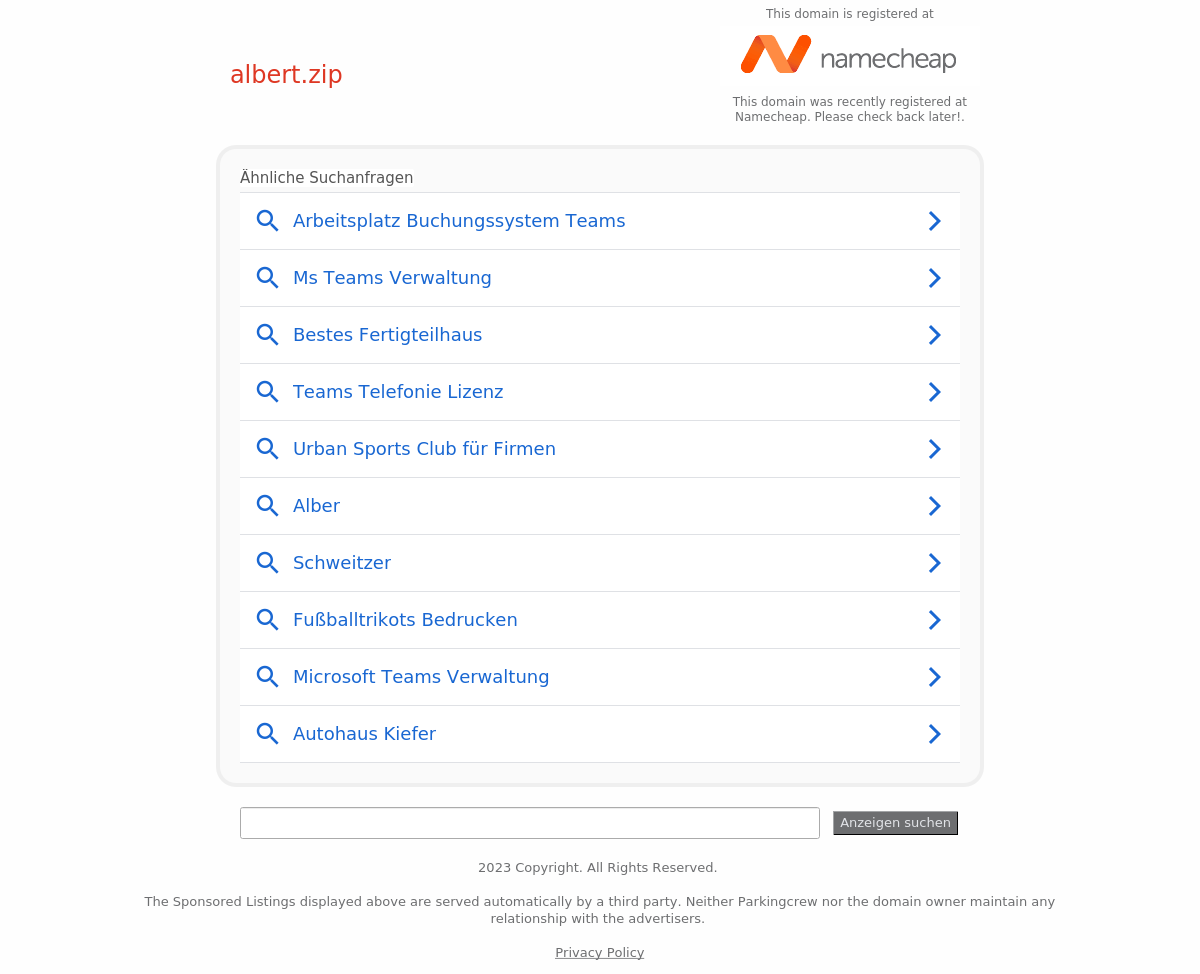 This domain is registered at
namecheap
albert.zip
This domain was recently registered at
Namecheap. Please check back later!.
Ähnliche Suchanfragen
Arbeitsplatz Buchungssystem Teams
Ms Teams Verwaltung
Bestes Fertigteilhaus
Teams Telefonie Lizenz
Urban Sports Club für Firmen
Alber
Schweitzer
Fußballtrikots Bedrucken
Microsoft Teams Verwaltung
Autohaus Kiefer
Anzeigen suchen
2023 Copyright. All Rights Reserved.
The Sponsored Listings displayed above are served automatically by a third party. Neither Parkingcrew nor the domain owner maintain any
relationship with the advertisers.
Privacy Policy